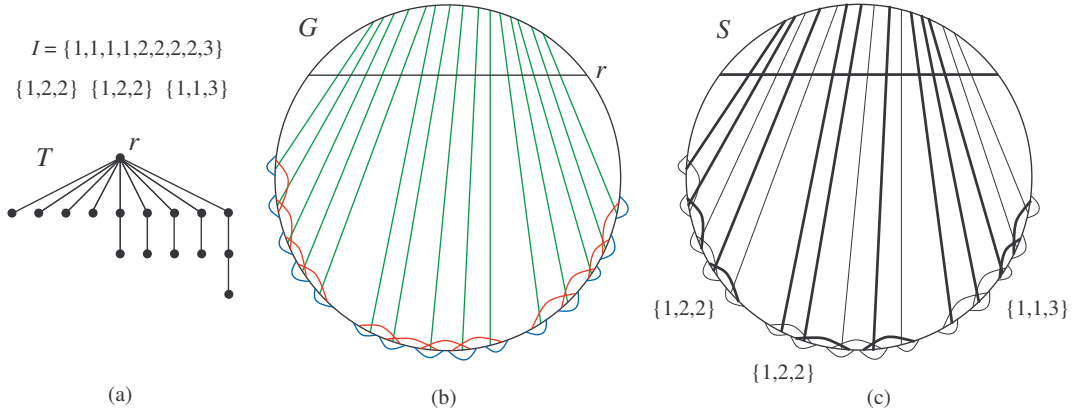 I = {1,1,1,1,2,2,2,2,3}
{1,2,2} {1,2,2} {1,1,3}
T
r
(a)
G
r
(b)
S
{1,2,2}
{1,2,2}
{1,1,3}
(c)